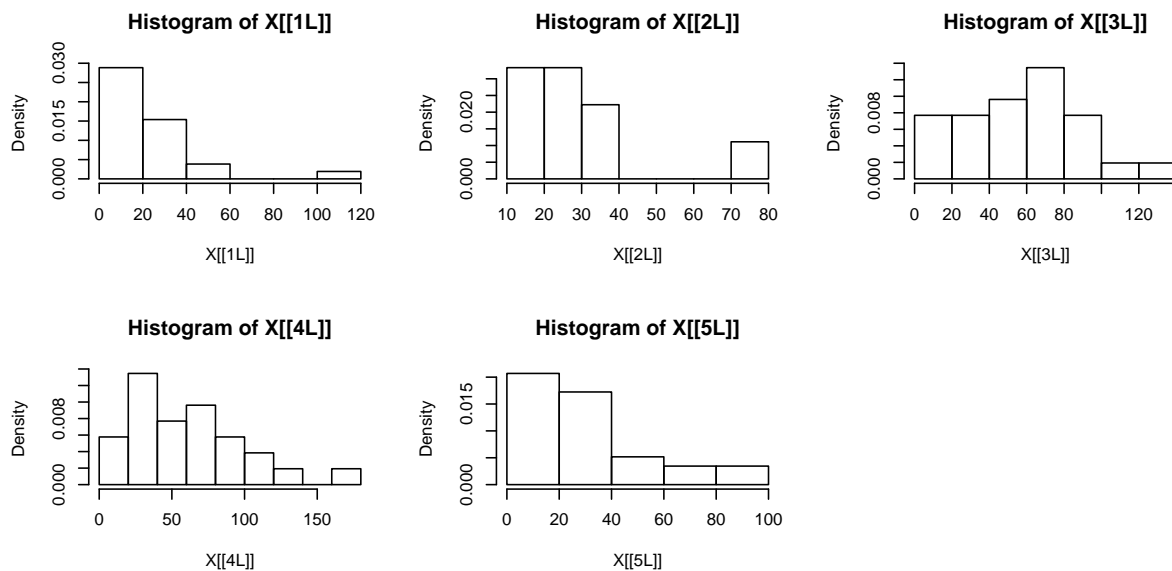 Histogram of X[[1L]]
Density
0.000 0.015 0.030
0 20 40 60 80 100 120
X[[1L]]
Histogram of X[[2L]]
Density
0.000 0.020
10 20 30 40 50 60 70 80
X[[2L]]
Histogram of X[[3L]]
Density
0.000 0.008
0 20 40 60 80 120
X[[3L]]
Histogram of X[[4L]]
Density
0.000 0.008
0 50 100 150
X[[4L]]
Histogram of X[[5L]]
Density
0.000 0.015
0 20 40 60 80 100
X[[5L]]